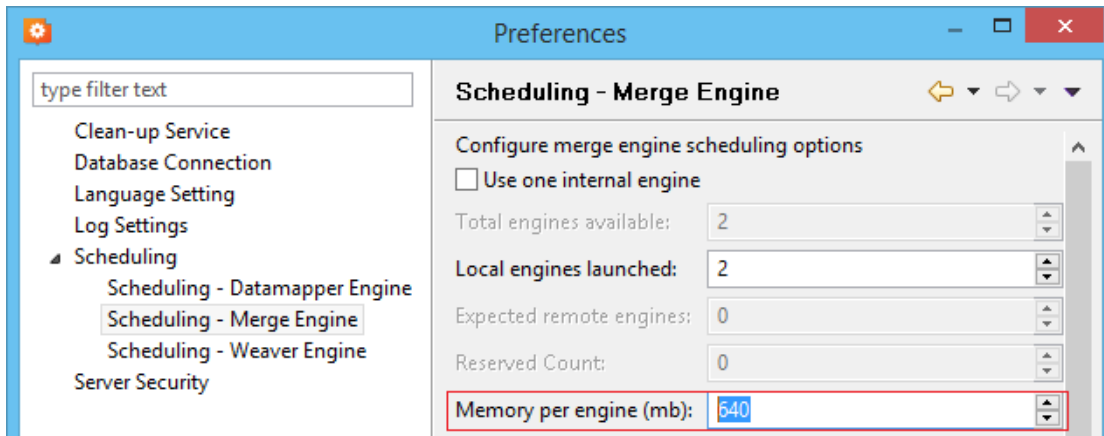 Preferences
type filter text
Clean-up Service
Database Connection
Language Setting
Log Settings
Scheduling
Scheduling - Datamapper Engine
Scheduling - Merge Engine
Scheduling - Weaver Engine
Server Security
Scheduling - Merge Engine
Configure merge engine scheduling options
Use one internal engine
Total engines available: 2
Local engines launched: 2
Expected remote engines: 0
Reserved Count: 0
Memory per engine (mb): 640